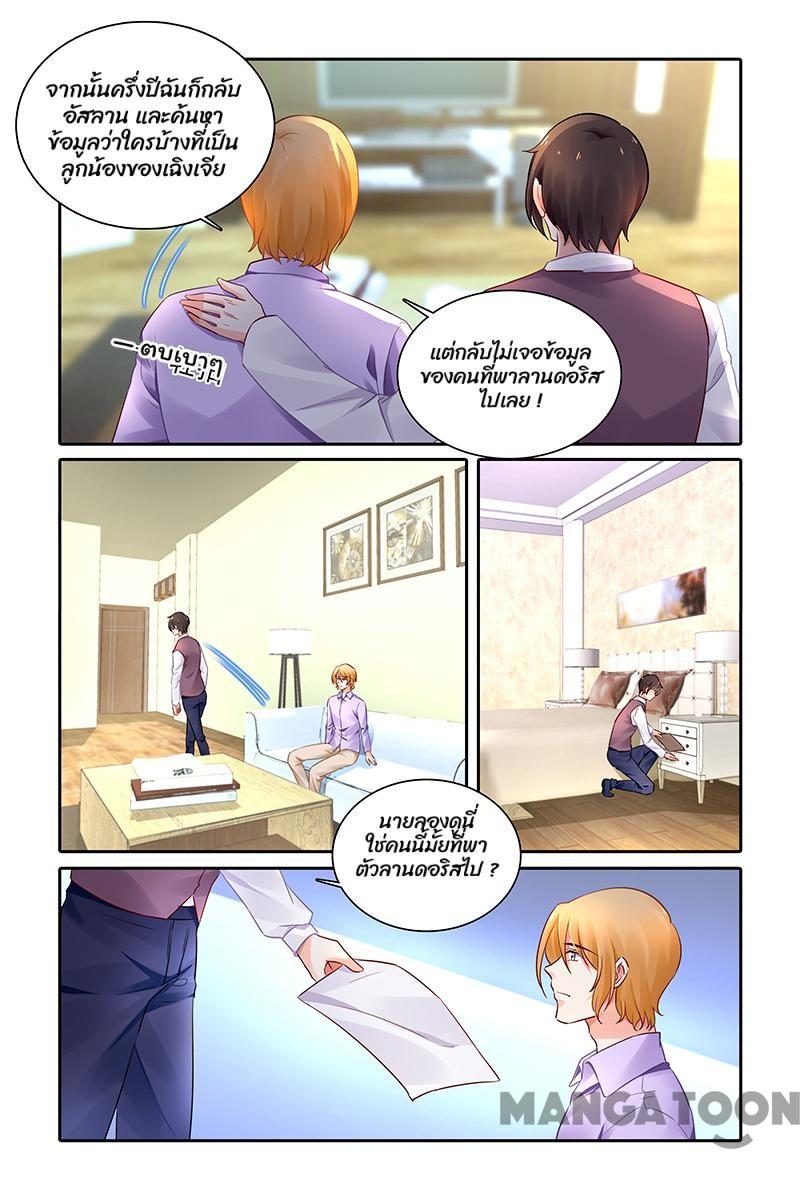 จากนั้นครึ่งปีฉันก็กลับ
อัสลาน และค้นหา
ข้อมูลว่าใครบ้างที่เป็น
ลูกน้องของเฉิงเจีย
ตบเบาๆ
แต่กลับไม่เจอข้อมูล
ของคนที่พาลานดอริส
ไปเลย !
นายลองดูนี่
ใช่คนนี้มั้ยที่พา
ตัวลานดอริสไป ?
MANGATOON